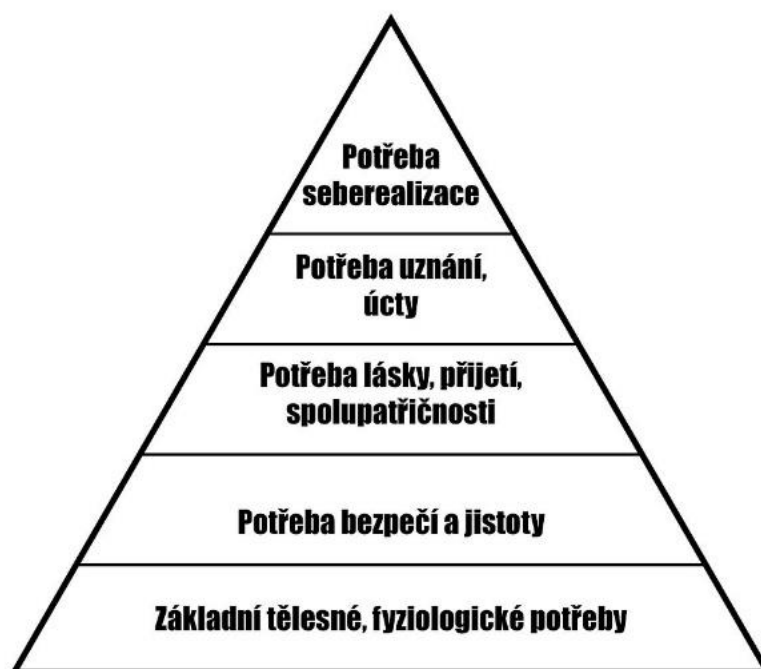 Potřeba
seberealizace
Potřeba uznání,
úcty
Potřeba lásky, přijetí,
spolupatřičnosti
Potřeba bezpečí a jistoty
Základní tělesné, fyziologické potřeby